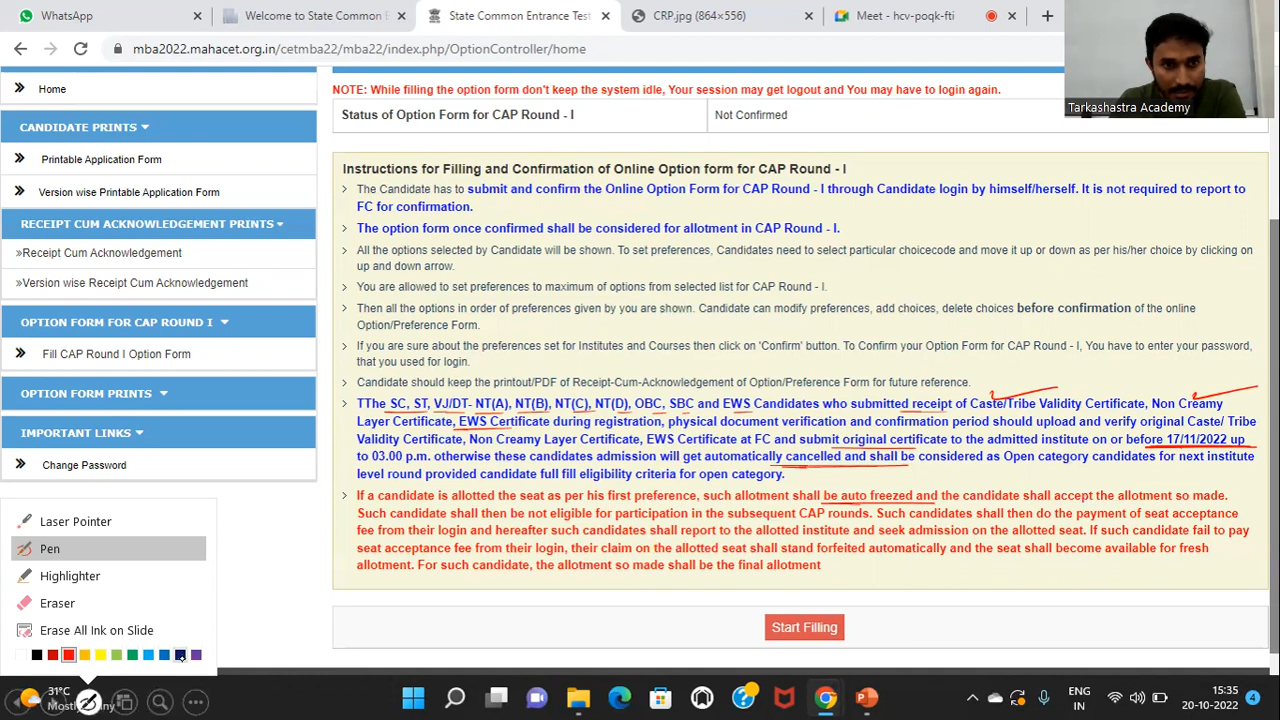 WhatsApp
Welcome to State Common E
State Common Entrance Test
CRP.jpg (864×556)
Meet - hcv-pqtk-fti
mba2022.mahacet.org.in/cetmba22/mba22/index.php/OptionController/home
Tarkashastra Academy
Home
CANDIDATE PRINTS
Printable Application Form
Version wise Printable Application Form
RECEIPT CUM ACKNOWLEDGEMENT PRINTS
»Receipt Cum Acknowledgement
»Version wise Receipt Cum Acknowledgement
OPTION FORM FOR CAP ROUND I
Fill CAP Round I Option Form
OPTION FORM PRINTS
IMPORTANT LINKS
Change Password
NOTE: While filling the option form don't keep the system idle, Your session may get logout and You may have to login again.
Status of Option Form for CAP Round - I Not Confirmed
Instructions for Filling and Confirmation of Online Option form for CAP Round - I
The Candidate has to submit and confirm the Online Option Form for CAP Round - I through Candidate login by himself/herself. It is not required to report to
FC for confirmation.
The option form once confirmed shall be considered for allotment in CAP Round - I.
All the options selected by Candidate will be shown. To set preferences, Candidates need to select particular choicecode and move it up or down as per his/her choice by clicking on
up and down arrow.
You are allowed to set preferences to maximum of options from selected list for CAP Round - I.
Then all the options in order of preferences given by you are shown. Candidate can modify preferences, add choices, delete choices before confirmation of the online
Option/Preference Form.
If you are sure about the preferences set for Institutes and Courses then click on 'Confirm' button. To Confirm your Option Form for CAP Round - I, You have to enter your password,
that you used for login.
Candidate should keep the printout/PDF of Receipt-Cum-Acknowledgement of Option/Preference Form for future reference.
TThe SC, ST, VJ/DT- NT(A), NT(B), NT(C), NT(D), OBC, SBC and EWS Candidates who submitted receipt of Caste/Tribe Validity Certificate, Non Creamy
Layer Certificate, EWS Certificate during registration, physical document verification and confirmation period should upload and verify original Caste/ Tribe
Validity Certificate, Non Creamy Layer Certificate, EWS Certificate at FC and submit original certificate to the admitted institute on or before 17/11/2022 up
to 03.00 p.m. otherwise these candidates admission will get automatically cancelled and shall be considered as Open category candidates for next institute
level round provided candidate full fill eligibility criteria for open category.
If a candidate is allotted the seat as per his first preference, such allotment shall be auto freezed and the candidate shall accept the allotment so made.
Such candidate shall then be not eligible for participation in the subsequent CAP rounds. Such candidates shall then do the payment of seat acceptance
fee from their login and hereafter such candidates shall report to the allotted institute and seek admission on the allotted seat. If such candidate fail to pay
seat acceptance fee from their login, their claim on the allotted seat shall stand forfeited automatically and the seat shall become available for fresh
allotment. For such candidate, the allotment so made shall be the final allotment
Start Filling
Laser Pointer
Pen
Highlighter
Eraser
Erase All Ink on Slide
31°C
ENG
IN
15:35
20-10-2022
4